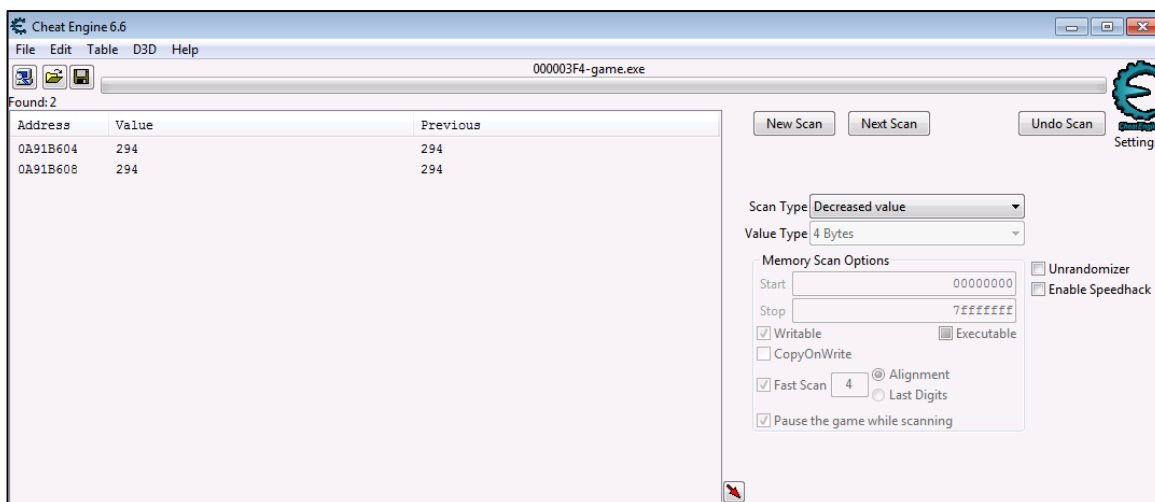 Cheat Engine 6.6
File Edit Table D3D Help
000003F4-game.exe
Found: 2
Address Value Previous
0A91B604 294 294
0A91B608 294 294
New Scan Next Scan Undo Scan
Cheat Engine
Setting
Scan Type Decreased value
Value Type 4 Bytes
Memory Scan Options
Start 00000000
Stop 7fffffff
Writable Executable
CopyOnWrite
Fast Scan 4 Alignment
Last Digits
Pause the game while scanning
Unrandomizer
Enable Speedhack